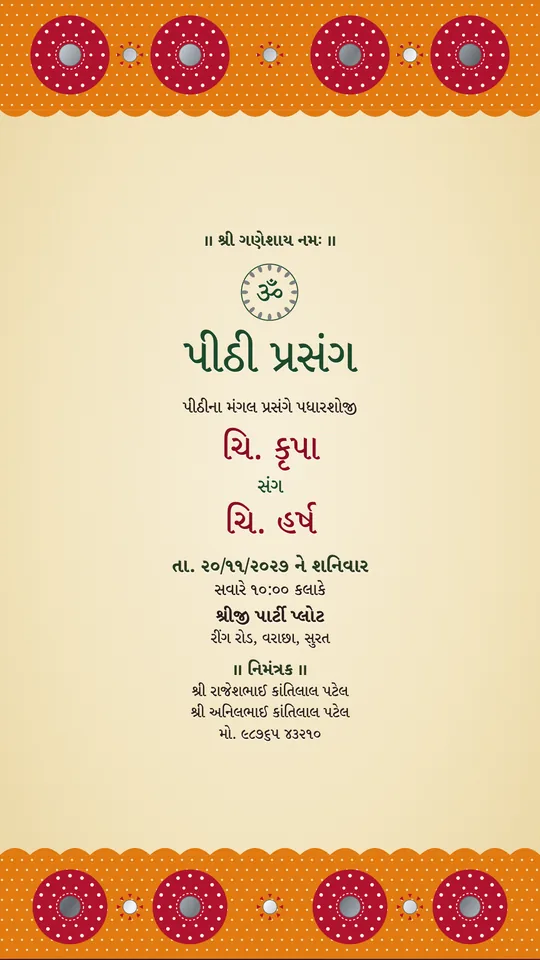 ॥ શ્રી ગણેશાય નમઃ ॥
ૐ
પીઠી પ્રસંગ
પીઠીના મંગલ પ્રસંગે પધારશોજી
ચિ. કૃપા
સંગ
ચિ. હર્ષ
તા. ૨૦/૧૧/૨૦૨૭ ને શનિવાર
સવારે ૧૦:૦૦ કલાકે
શ્રીજી પાર્ટી પ્લોટ
રીંગ રોડ, વરાછા, સુરત
॥ નિમંત્રક ॥
શ્રી રાજેશભાઈ કાંતિલાલ પટેલ
શ્રી અનિલભાઈ કાંતિલાલ પટેલ
મો. ૯૮૭૬૫ ૪૩૨૧૦